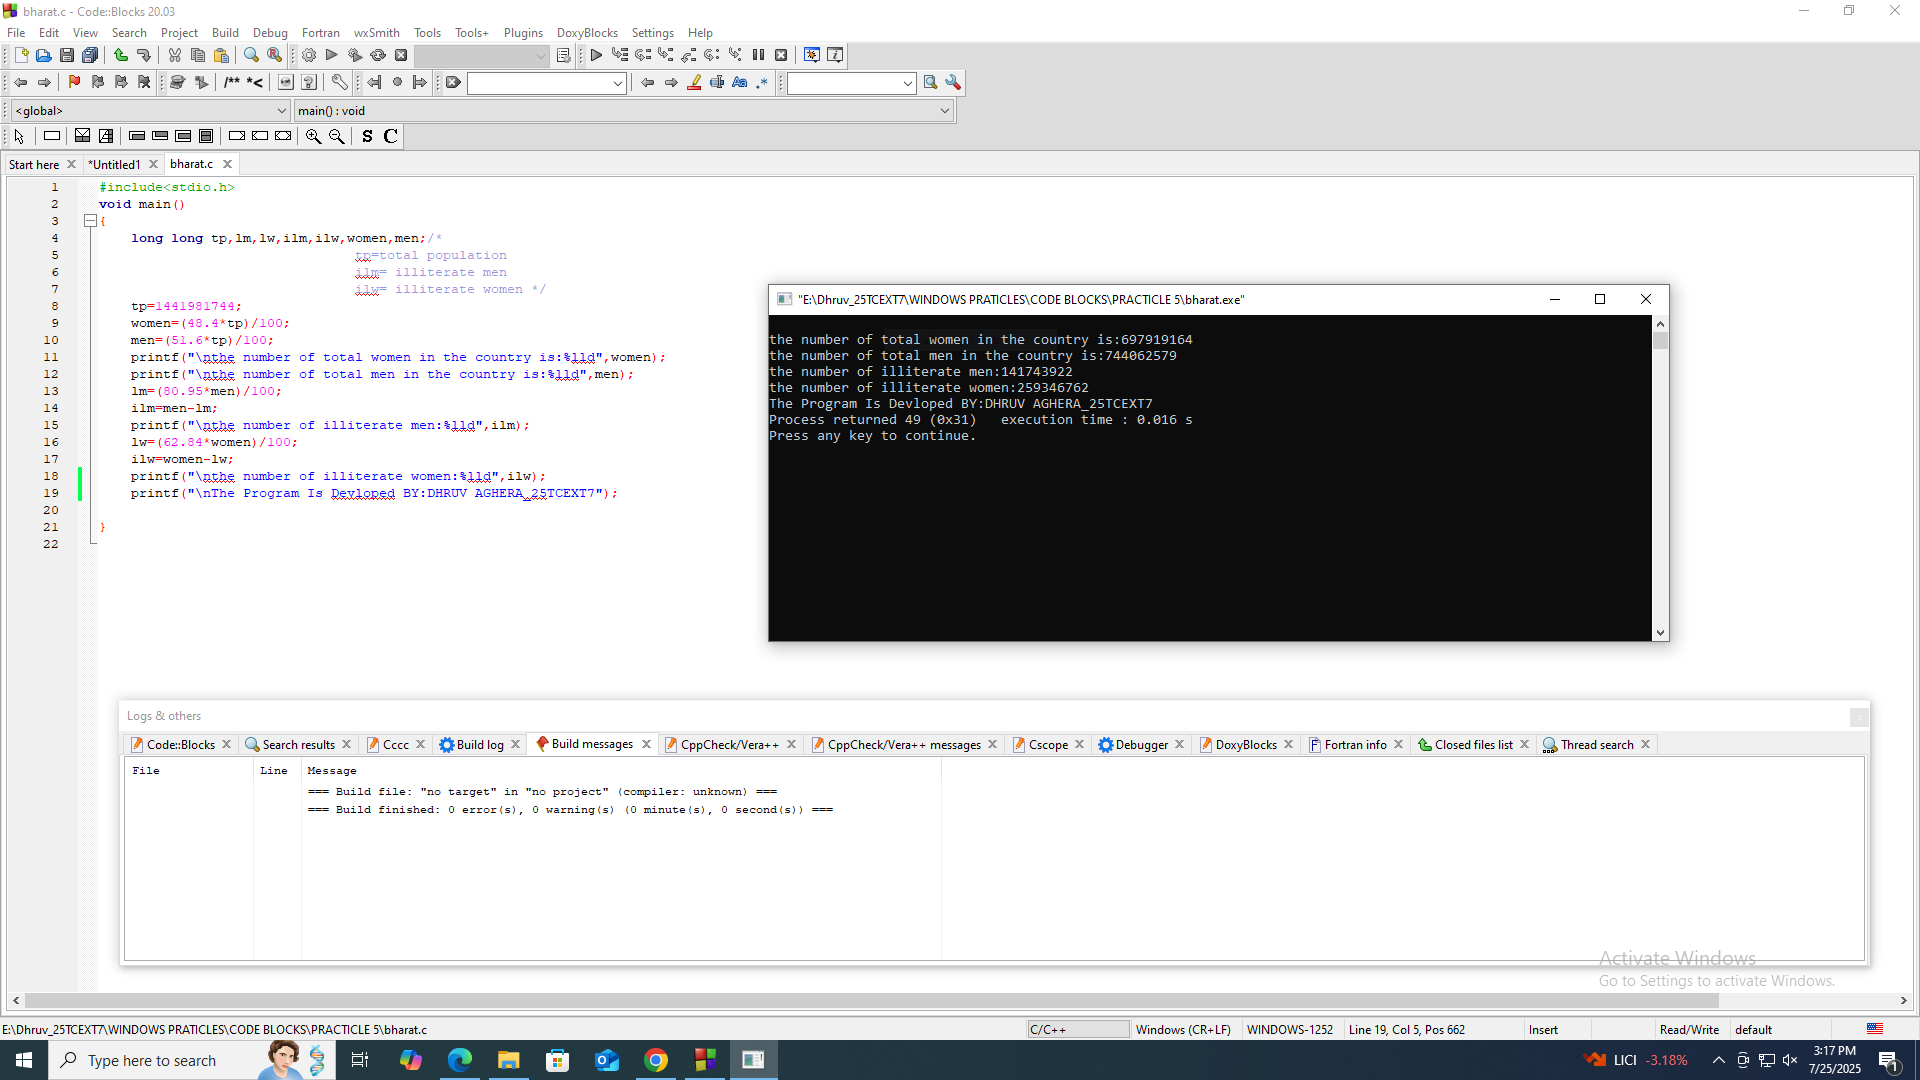 bharat.c - Code::Blocks 20.03
File Edit View Search Project Build Debug Fortran wxSmith Tools Tools+ Plugins DoxyBlocks Settings Help
/** *<
Aa .*
<global> main() : void
S C
Start here *Untitled1 bharat.c
1 #include<stdio.h>
2 void main()
3 {
4 long long tp,lm,lw,ilm,ilw,women,men;/*
5 tp=total population
6 ilm= illiterate men
7 ilw= illiterate women */
8 tp=1441981744;
9 women=(48.4*tp)/100;
10 men=(51.6*tp)/100;
11 printf("\nthe number of total women in the country is:%lld",women);
12 printf("\nthe number of total men in the country is:%lld",men);
13 lm=(80.95*men)/100;
14 ilm=men-lm;
15 printf("\nthe number of illiterate men:%lld",ilm);
16 lw=(62.84*women)/100;
17 ilw=women-lw;
18 printf("\nthe number of illiterate women:%lld",ilw);
19 printf("\nThe Program Is Devloped BY:DHRUV AGHERA_25TCEXT7");
20
21 }
22
"E:\Dhruv_25TCEXT7\WINDOWS PRATICLES\CODE BLOCKS\PRACTICLE 5\bharat.exe"
the number of total women in the country is:697919164
the number of total men in the country is:744062579
the number of illiterate men:141743922
the number of illiterate women:259346762
The Program Is Devloped BY:DHRUV AGHERA_25TCEXT7
Process returned 49 (0x31)   execution time : 0.016 s
Press any key to continue.
Logs & others
Code::Blocks Search results Cccc Build log Build messages CppCheck/Vera++ CppCheck/Vera++ messages Cscope Debugger DoxyBlocks Fortran info Closed files list Thread search
File Line Message
=== Build file: "no target" in "no project" (compiler: unknown) ===
=== Build finished: 0 error(s), 0 warning(s) (0 minute(s), 0 second(s)) ===
Activate Windows
Go to Settings to activate Windows.
E:\Dhruv_25TCEXT7\WINDOWS PRATICLES\CODE BLOCKS\PRACTICLE 5\bharat.c C/C++ Windows (CR+LF) WINDOWS-1252 Line 19, Col 5, Pos 662 Insert Read/Write default
Type here to search LICI -3.18% 3:17 PM
7/25/2025 1